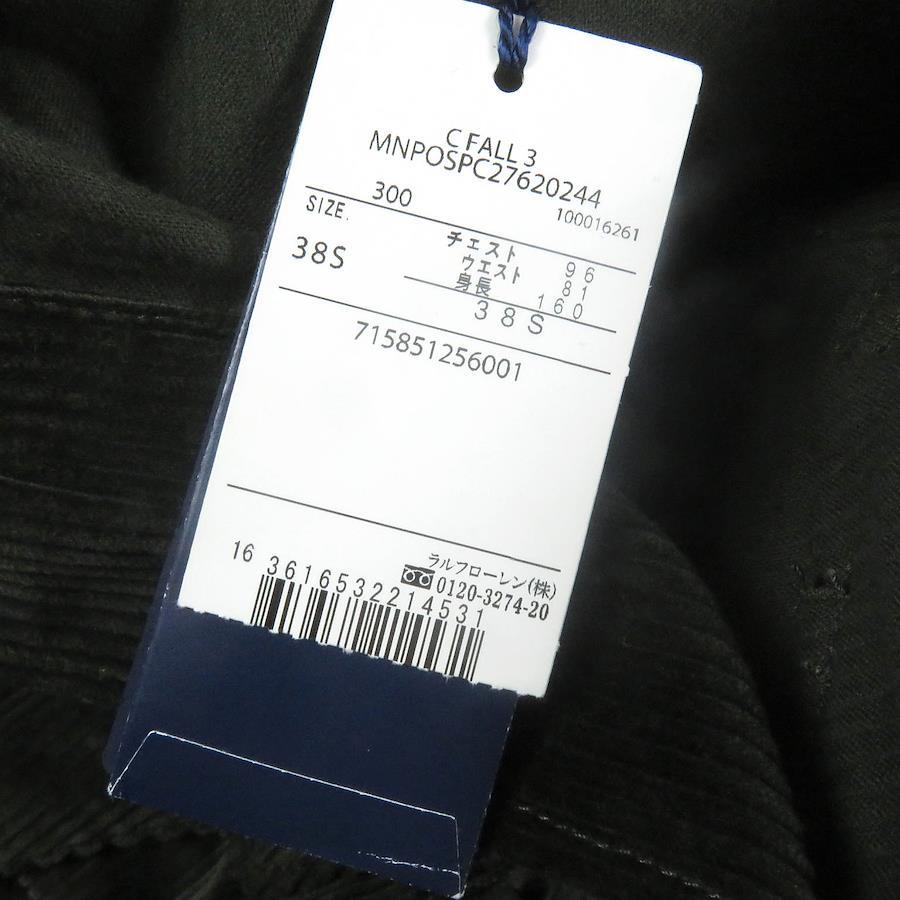 C FALL 3
MNPOSPC27620244
300 100016261
SIZE.
38S
チェスト 96
ウエスト 81
身長 160
38S
715851256001
ラルフローレン(株)
0120-3274-20
16 3616532214531